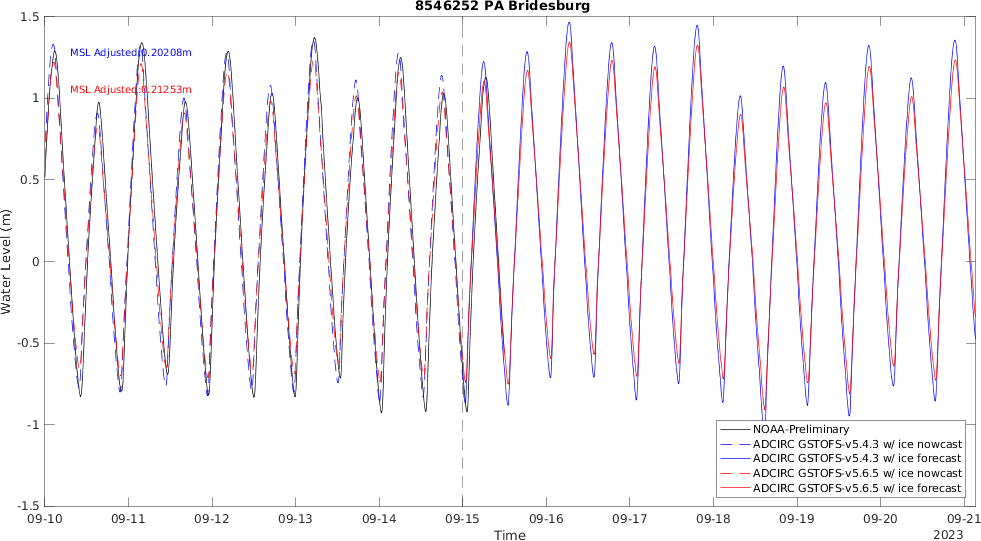 8546252 PA Bridesburg
1.5
1
0.5
0
-0.5
-1
-1.5
Water Level (m)
MSL Adjusted:0.20208m
MSL Adjusted:0.21253m
NOAA-Preliminary
ADCIRC GSTOFS-v5.4.3 w/ ice nowcast
ADCIRC GSTOFS-v5.4.3 w/ ice forecast
ADCIRC GSTOFS-v5.6.5 w/ ice nowcast
ADCIRC GSTOFS-v5.6.5 w/ ice forecast
09-10 09-11 09-12 09-13 09-14 09-15 09-16 09-17 09-18 09-19 09-20 09-21
Time
2023